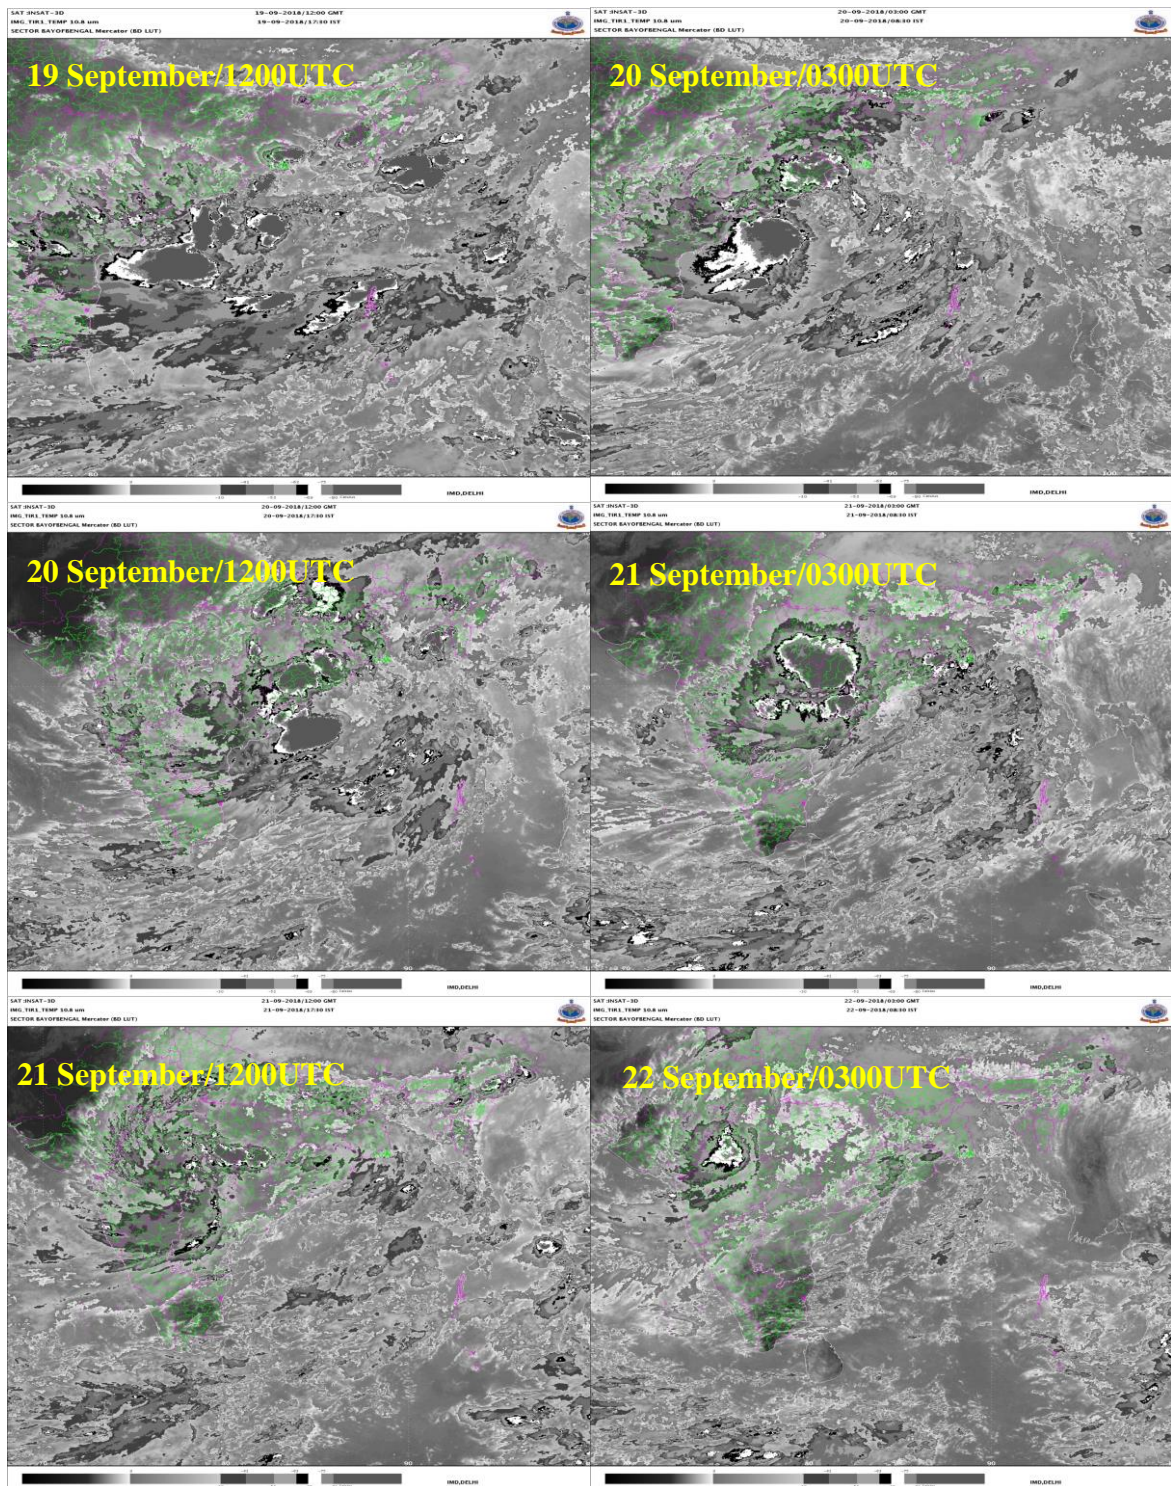 SAT :INSAT-3D 19-09-2018/12:00 GMT
IMG_TIR1_TEMP 10.8 um 19-09-2018/17:30 IST
SECTOR BAYOFBENGAL Mercator (BD LUT)
19 September/1200UTC
IMD,DELHI
SAT :INSAT-3D 20-09-2018/03:00 GMT
IMG_TIR1_TEMP 10.8 um 20-09-2018/08:30 IST
SECTOR BAYOFBENGAL Mercator (BD LUT)
20 September/0300UTC
90
IMD,DELHI
SAT :INSAT-3D 20-09-2018/12:00 GMT
IMG_TIR1_TEMP 10.8 um 20-09-2018/17:30 IST
SECTOR BAYOFBENGAL Mercator (BD LUT)
20 September/1200UTC
90
IMD,DELHI
SAT :INSAT-3D 21-09-2018/03:00 GMT
IMG_TIR1_TEMP 10.8 um 21-09-2018/08:30 IST
SECTOR BAYOFBENGAL Mercator (BD LUT)
21 September/0300UTC
90
IMD,DELHI
SAT :INSAT-3D 21-09-2018/12:00 GMT
IMG_TIR1_TEMP 10.8 um 21-09-2018/17:30 IST
SECTOR BAYOFBENGAL Mercator (BD LUT)
21 September/1200UTC
90
IMD,DELHI
SAT :INSAT-3D 22-09-2018/03:00 GMT
IMG_TIR1_TEMP 10.8 um 22-09-2018/08:30 IST
SECTOR BAYOFBENGAL Mercator (BD LUT)
22 September/0300UTC
90
IMD,DELHI